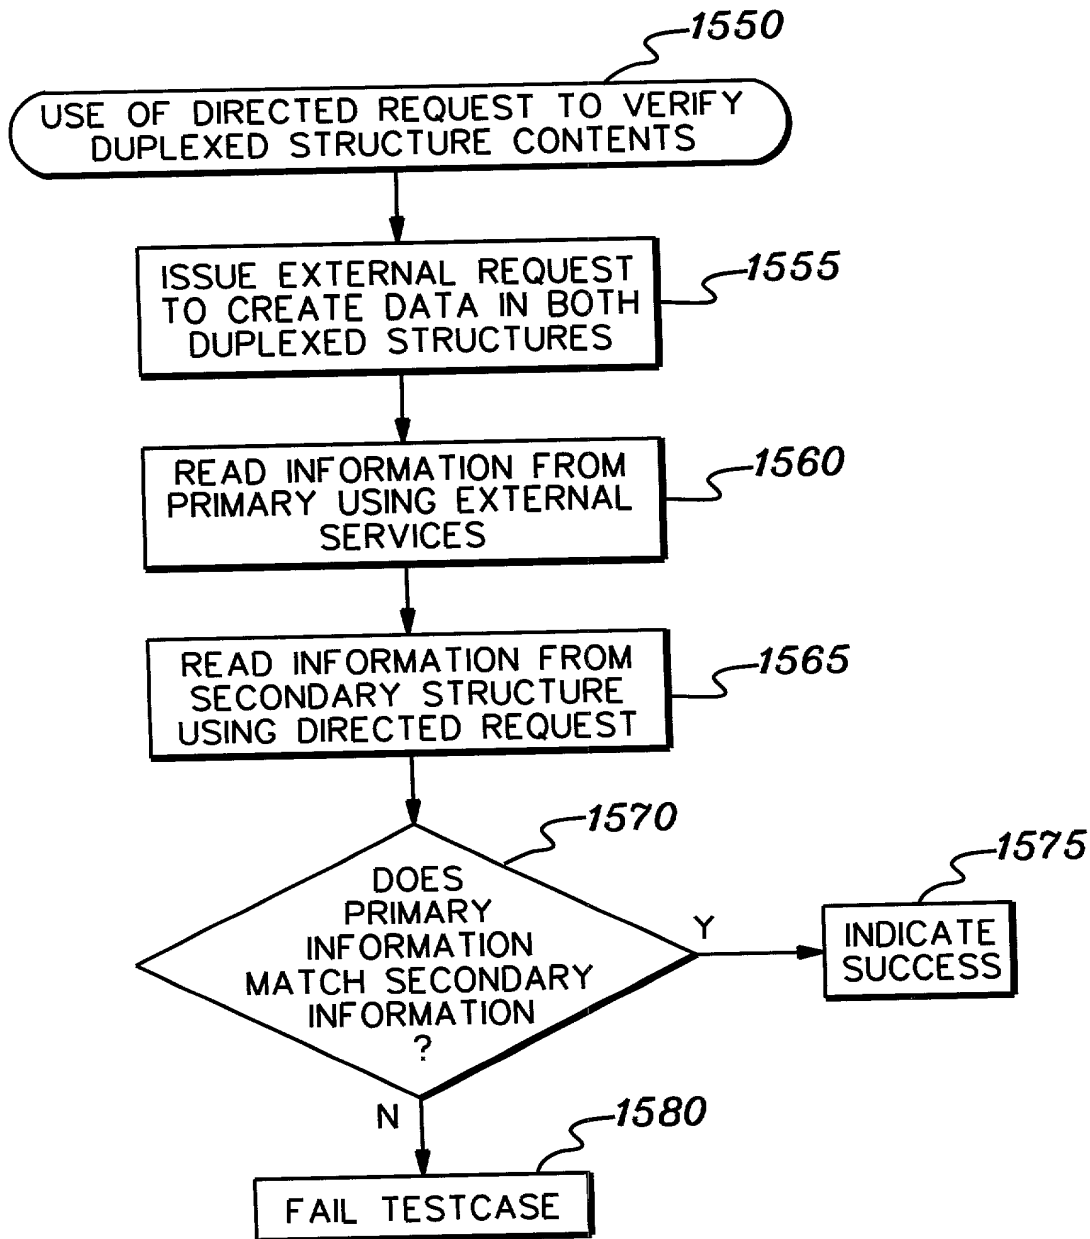 1550
USE OF DIRECTED REQUEST TO VERIFY
DUPLEXED STRUCTURE CONTENTS
ISSUE EXTERNAL REQUEST
TO CREATE DATA IN BOTH
DUPLEXED STRUCTURES
1555
READ INFORMATION FROM
PRIMARY USING EXTERNAL
SERVICES
1560
READ INFORMATION FROM
SECONDARY STRUCTURE
USING DIRECTED REQUEST
1565
1570
DOES
PRIMARY
INFORMATION
MATCH SECONDARY
INFORMATION
?
Y
1575
INDICATE
SUCCESS
N
1580
FAIL TESTCASE